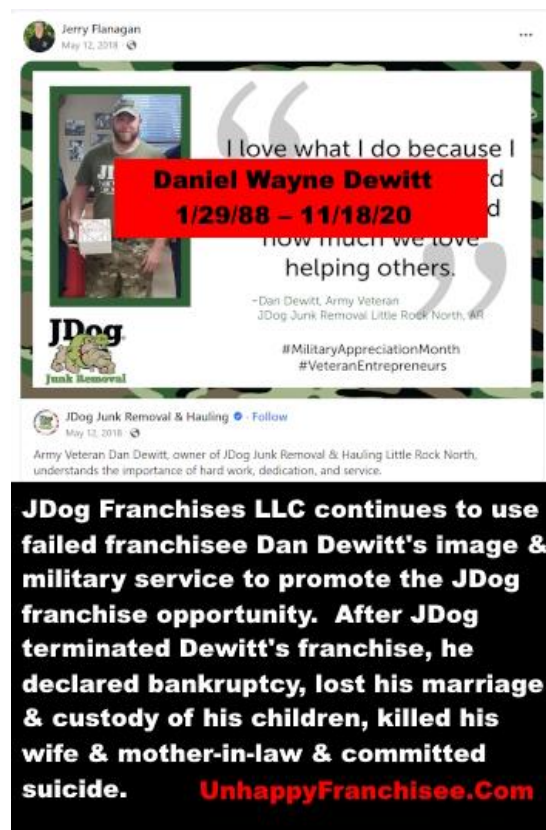 Jerry Flanagan
May 12, 2018
I love what I do because I
Daniel Wayne Dewitt
1/29/88 – 11/18/20
how much we love
helping others.
~Dan Dewitt, Army Veteran
JDog Junk Removal Little Rock North, AR
JDog
Junk Removal
#MilitaryAppreciationMonth
#VeteranEntrepreneurs
JDog Junk Removal & Hauling · Follow
May 12, 2018
Army Veteran Dan Dewitt, owner of JDog Junk Removal & Hauling Little Rock North,
understands the importance of hard work, dedication, and service.
JDog Franchises LLC continues to use
failed franchisee Dan Dewitt's image &
military service to promote the JDog
franchise opportunity. After JDog
terminated Dewitt's franchise, he
declared bankruptcy, lost his marriage
& custody of his children, killed his
wife & mother-in-law & committed
suicide. UnhappyFranchisee.Com